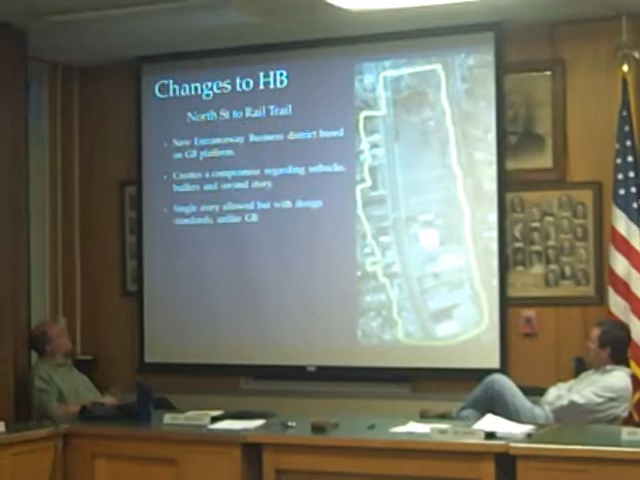 Changes to HB
North St to Rail Trail
New Entranceway Business district based
on GB platform.
Creates a compromise regarding setbacks,
buffers and second story.
Single story allowed but with design
standards, unlike GB